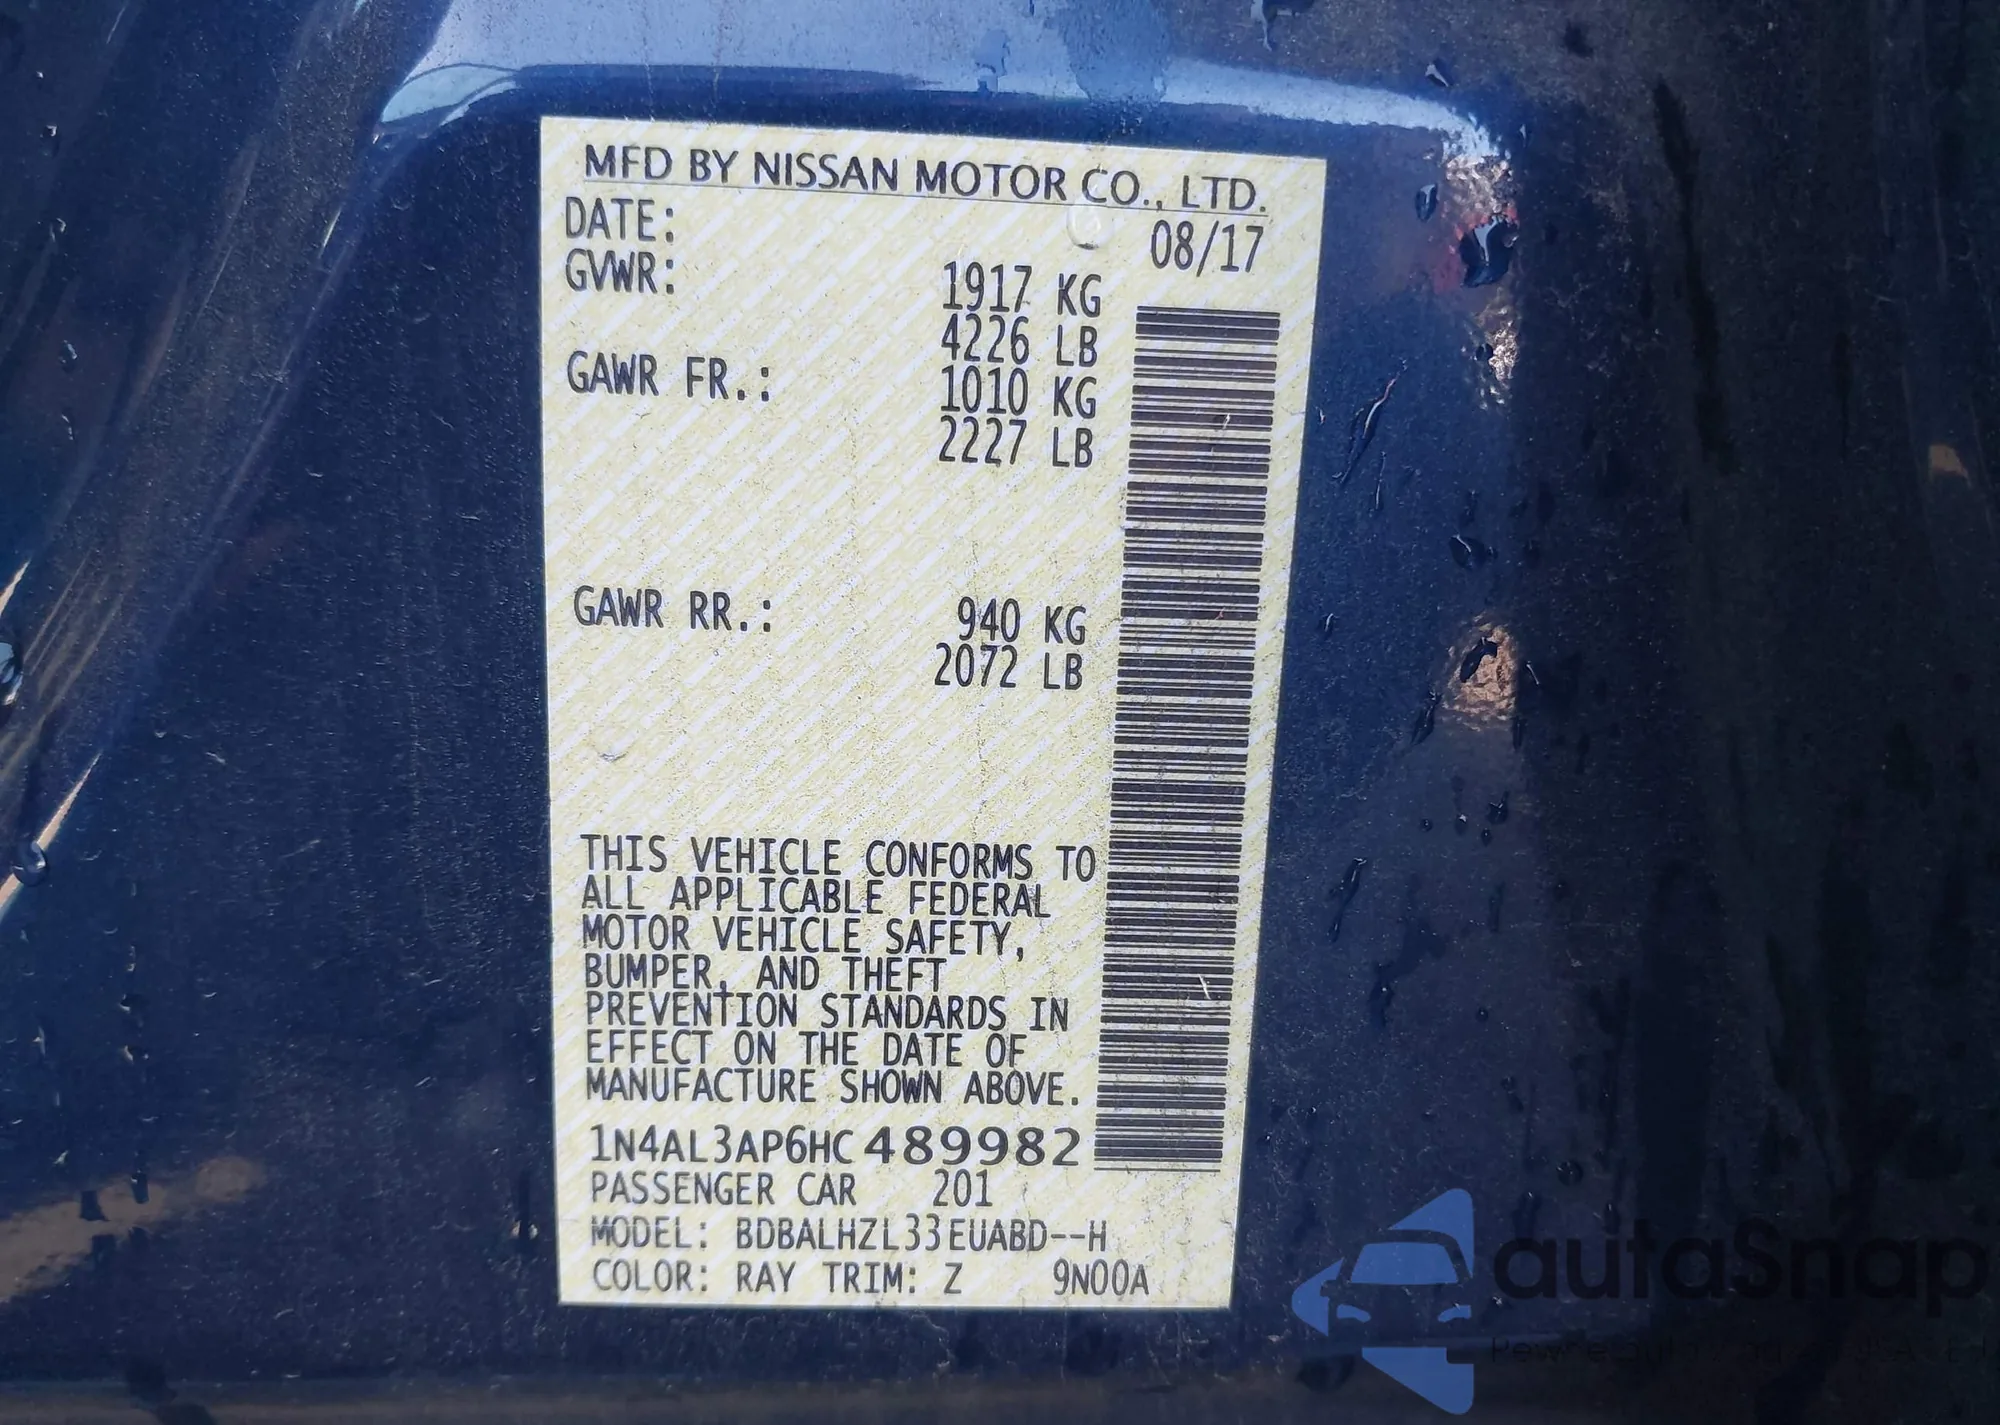 MFD BY NISSAN MOTOR CO., LTD.
DATE: 08/17
GVWR: 1917 KG
4226 LB
GAWR FR.: 1010 KG
2227 LB
GAWR RR.: 940 KG
2072 LB
THIS VEHICLE CONFORMS TO
ALL APPLICABLE FEDERAL
MOTOR VEHICLE SAFETY,
BUMPER, AND THEFT
PREVENTION STANDARDS IN
EFFECT ON THE DATE OF
MANUFACTURE SHOWN ABOVE.
1N4AL3AP6HC489982
PASSENGER CAR 201
MODEL: BDBALHZL33EUABD--H
COLOR: RAY TRIM: Z 9N00A
autaSnap